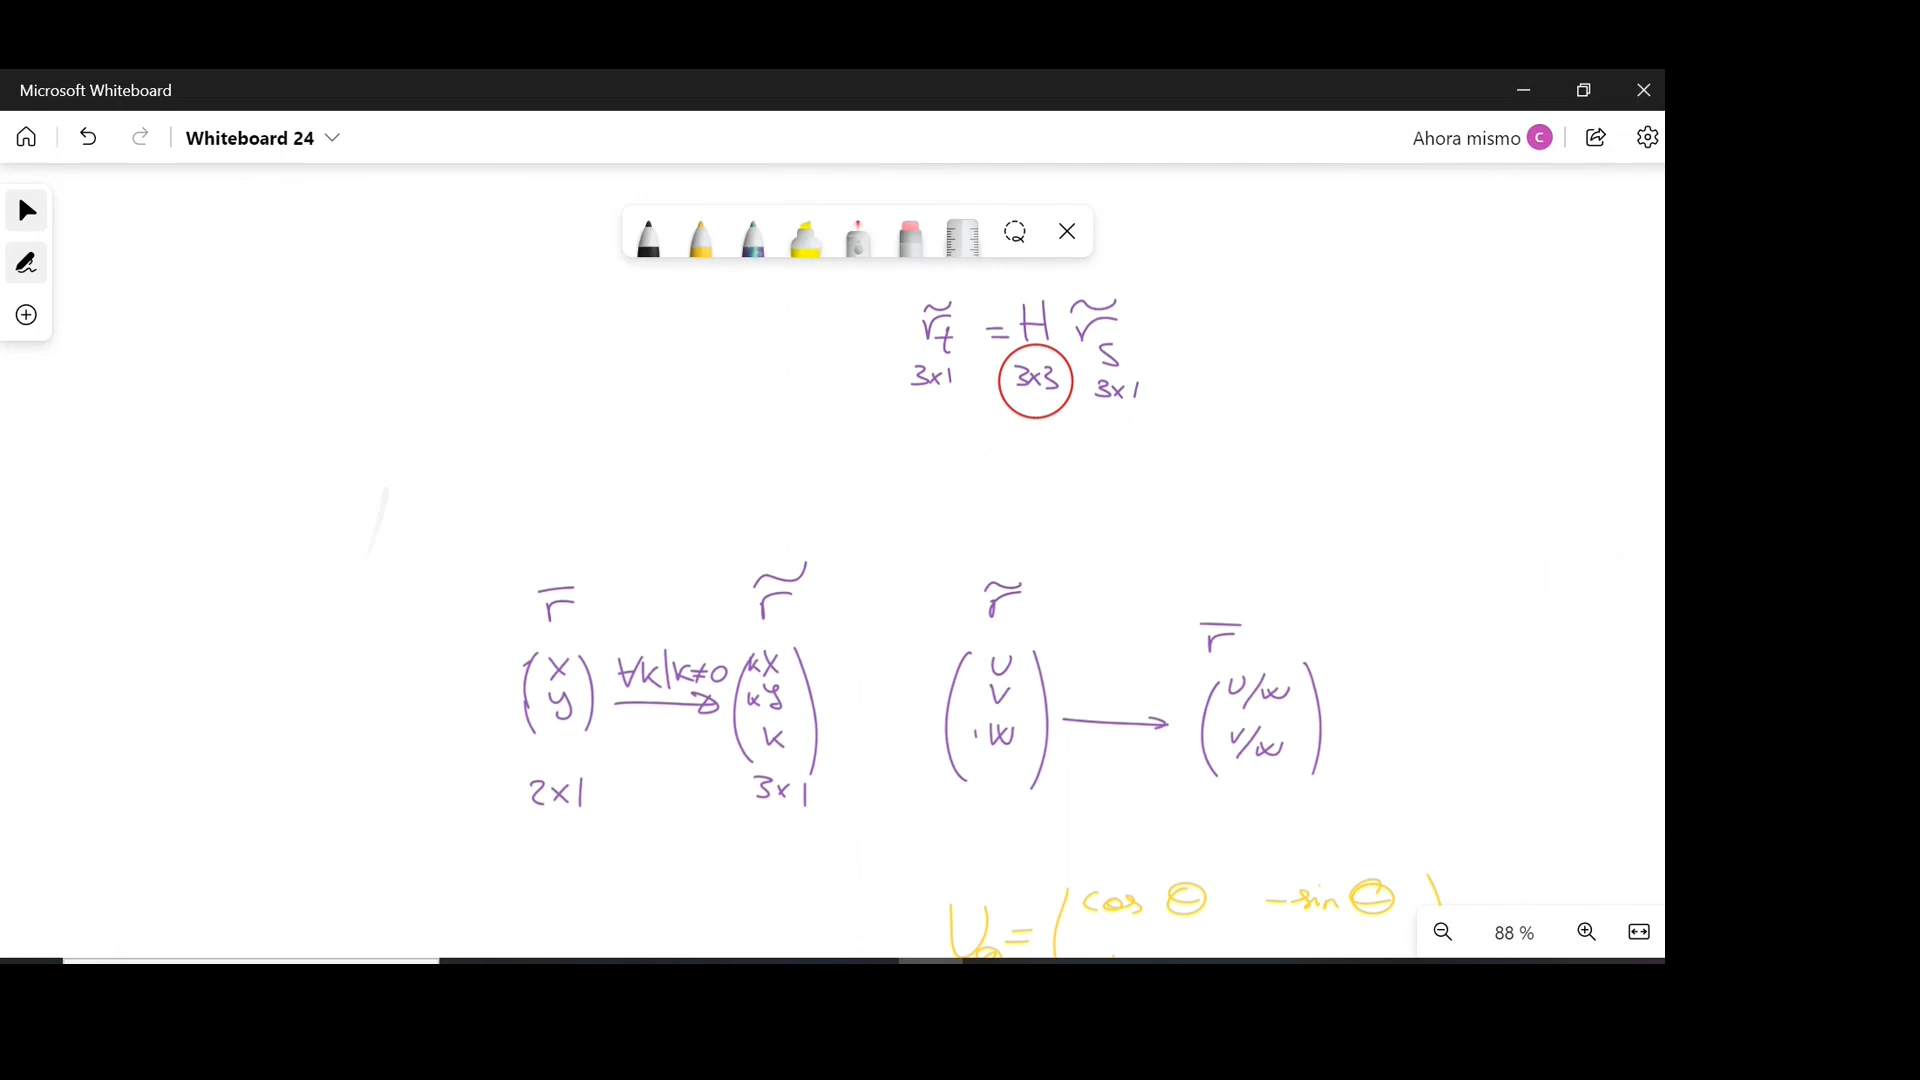 Microsoft Whiteboard
Whiteboard 24
Ahora mismo C
r̃t = H r̃s
3x1 3x3 3x1
r̅ r̃ r̃ r̅
(x y) ∀k|k≠0 (kx ky k) (U V W) (U/w V/w)
2x1 3x1
cos θ -sin θ
U =
88 %